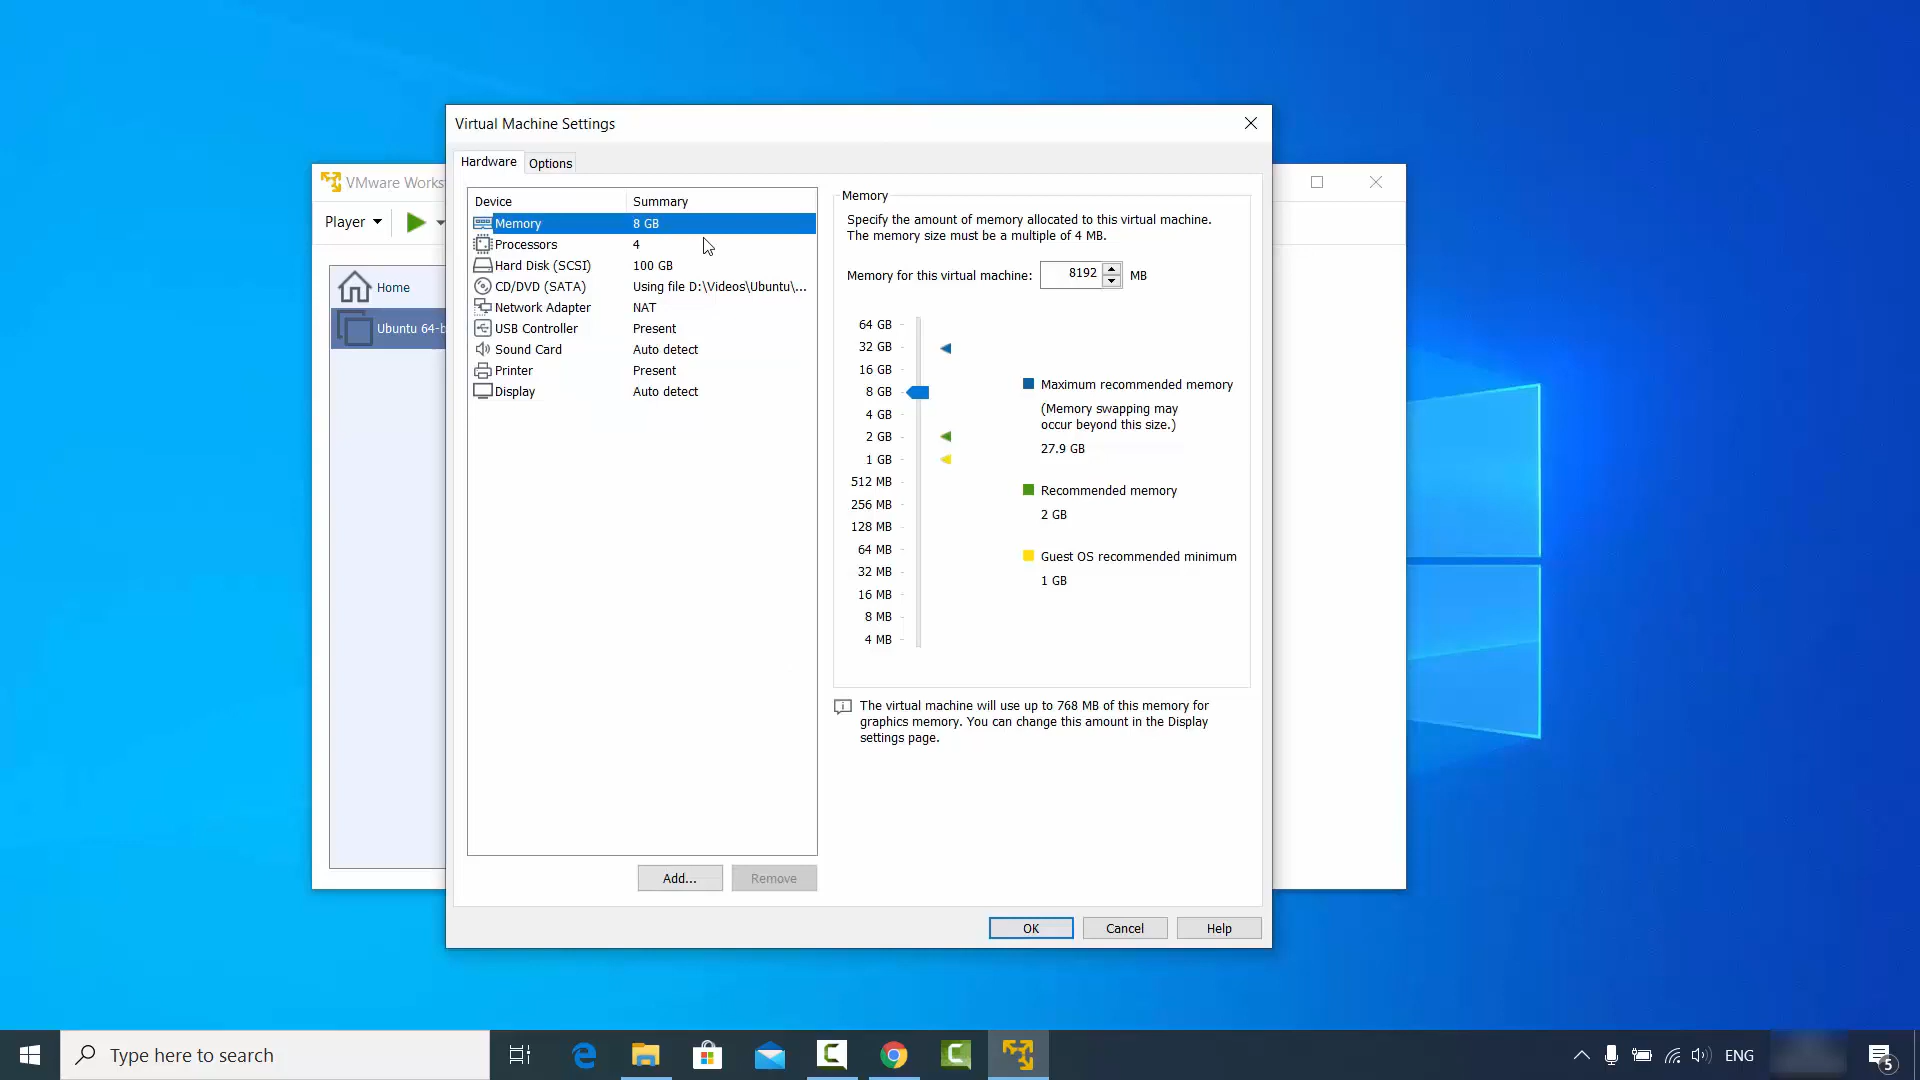 Virtual Machine Settings
Hardware
Options
VMware Works
Player
Home
Ubuntu 64-b
Device Summary
Memory 8 GB
Processors 4
Hard Disk (SCSI) 100 GB
CD/DVD (SATA) Using file D:\Videos\Ubuntu\...
Network Adapter NAT
USB Controller Present
Sound Card Auto detect
Printer Present
Display Auto detect
Add...
Remove
Memory
Specify the amount of memory allocated to this virtual machine.
The memory size must be a multiple of 4 MB.
Memory for this virtual machine: 8192 MB
64 GB
32 GB
16 GB
8 GB
4 GB
2 GB
1 GB
512 MB
256 MB
128 MB
64 MB
32 MB
16 MB
8 MB
4 MB
Maximum recommended memory
(Memory swapping may
occur beyond this size.)
27.9 GB
Recommended memory
2 GB
Guest OS recommended minimum
1 GB
The virtual machine will use up to 768 MB of this memory for
graphics memory. You can change this amount in the Display
settings page.
OK
Cancel
Help
Type here to search
ENG
5